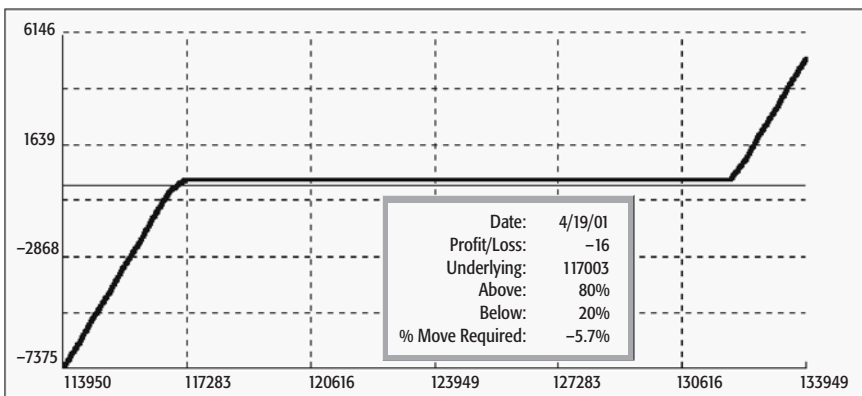 6146
1639
–2868
–7375
Date: 4/19/01
Profit/Loss: –16
Underlying: 117003
Above: 80%
Below: 20%
% Move Required: –5.7%
113950 117283 120616 123949 127283 130616 133949